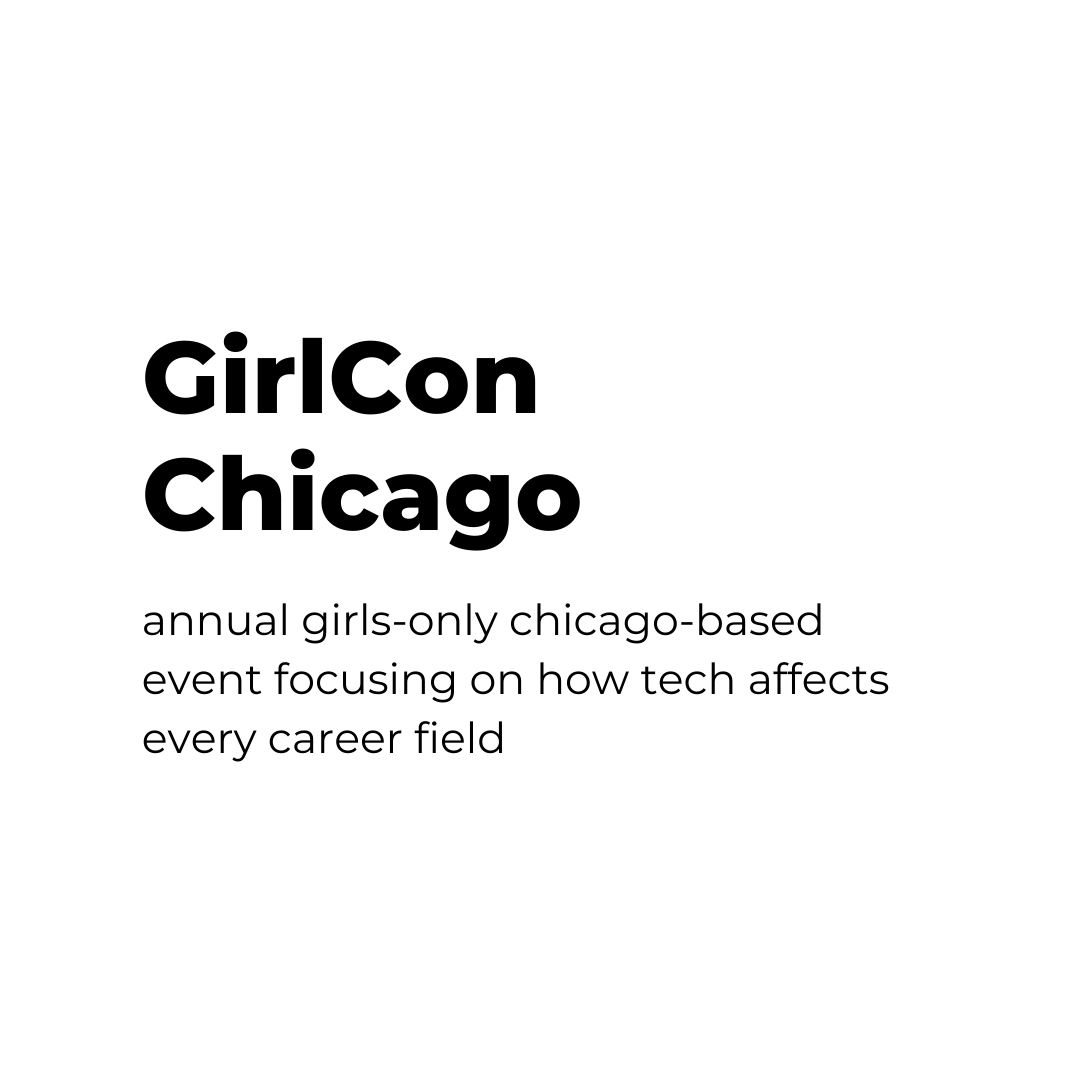 GirlCon
Chicago
annual girls-only chicago-based
event focusing on how tech affects
every career field